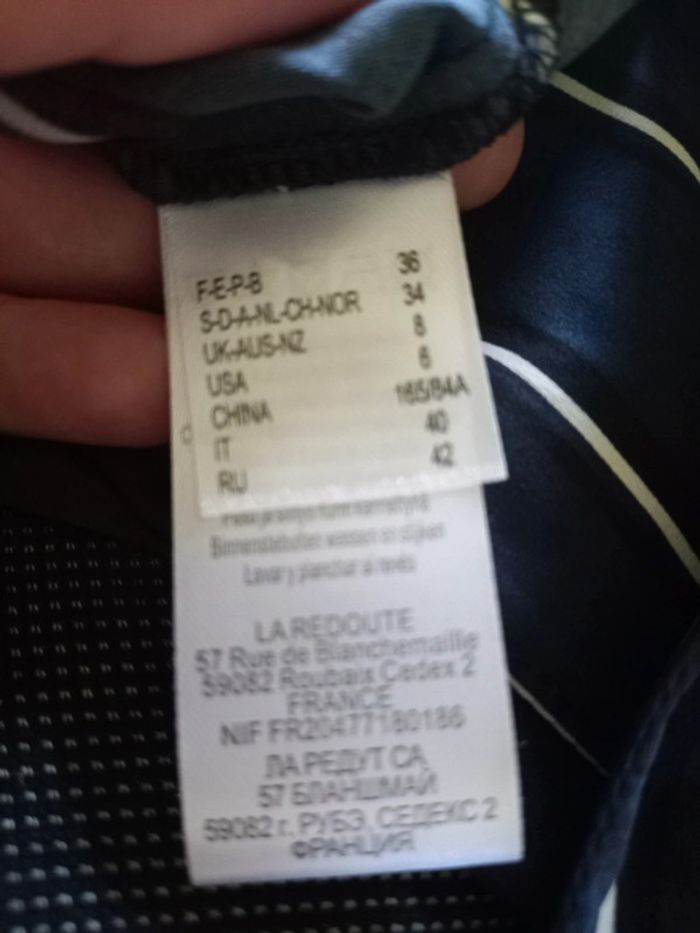 F-E-P-B 36
S-D-A-NL-CH-NOR 34
UK-AUS-NZ 8
USA 6
CHINA 165/84A
IT 40
RU 42
Binnenstebuiten wassen en strijken
Lavar y planchar al revés
LA REDOUTE
57 Rue de Blanchemaille
59082 Roubaix Cedex 2
FRANCE
NIF FR20477180186
ЛА РЕДУТ СА
57 БЛАНШМАЙ
59082 г. РУБЭ, СЕДЕКС 2
ФРАНЦИЯ